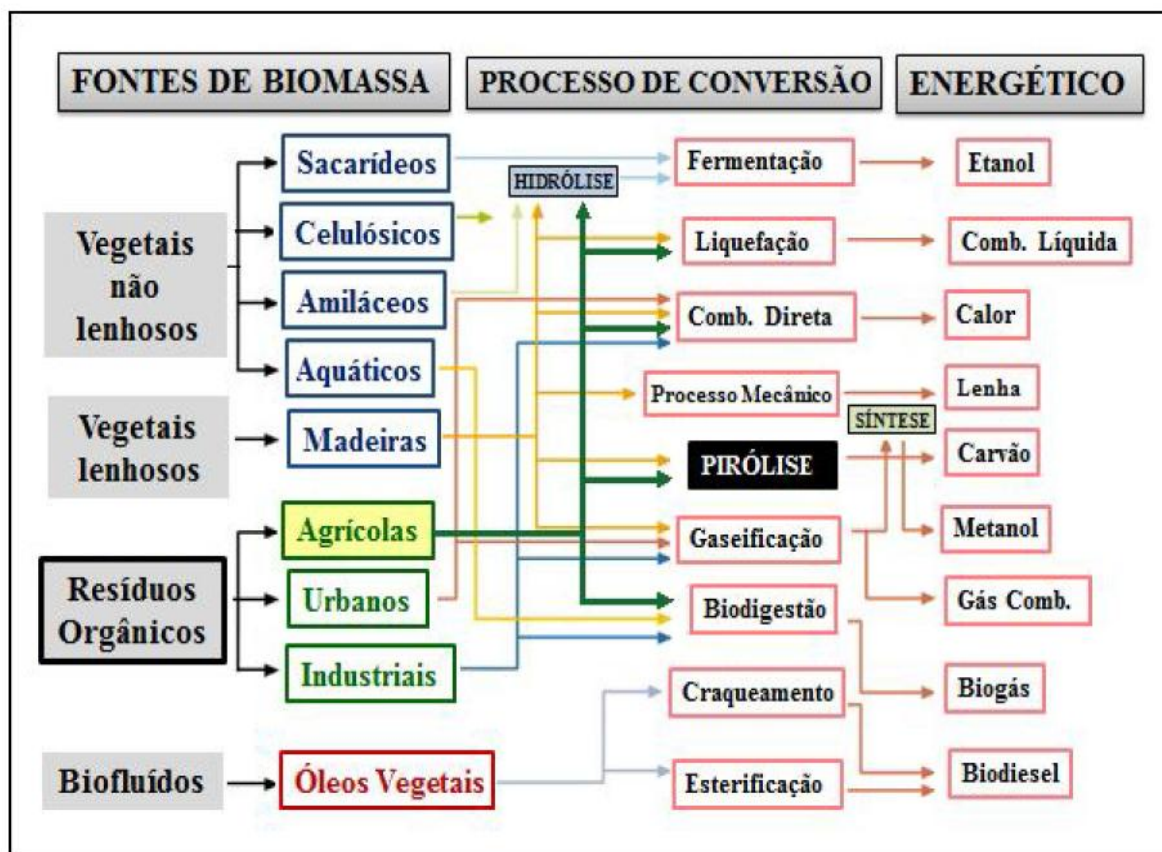 FONTES DE BIOMASSA
PROCESSO DE CONVERSÃO
ENERGÉTICO
Vegetais
não
lenhosos
Vegetais
lenhosos
Resíduos
Orgânicos
Biofluídos
Sacarídeos
Celulósicos
Amiláceos
Aquáticos
Madeiras
Agrícolas
Urbanos
Industriais
Óleos Vegetais
HIDRÓLISE
Fermentação
Liquefação
Comb. Direta
Processo Mecânico
PIRÓLISE
Gaseificação
Biodigestão
Craqueamento
Esterificação
SÍNTESE
Etanol
Comb. Líquida
Calor
Lenha
Carvão
Metanol
Gás Comb.
Biogás
Biodiesel